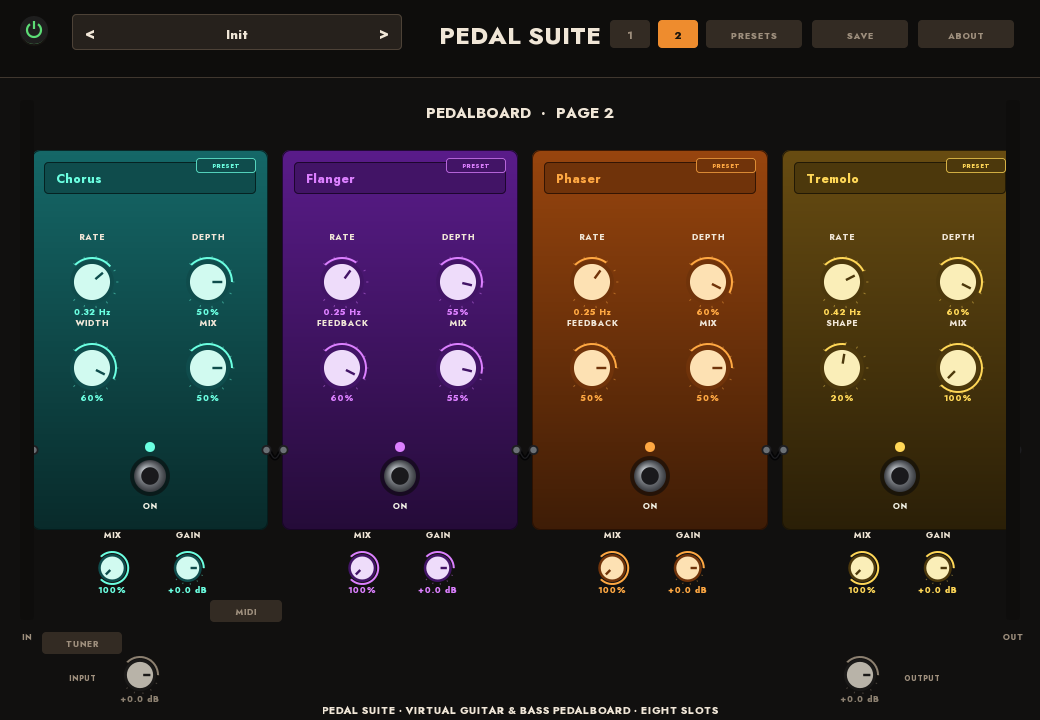 < Init > PEDAL SUITE 1 2 PRESETS SAVE ABOUT
PEDALBOARD · PAGE 2
PRESET PRESET PRESET PRESET
Chorus Flanger Phaser Tremolo
RATE DEPTH RATE DEPTH RATE DEPTH RATE DEPTH
0.32 Hz 50% 0.25 Hz 55% 0.25 Hz 60% 0.42 Hz 60%
WIDTH MIX FEEDBACK MIX FEEDBACK MIX SHAPE MIX
60% 50% 60% 55% 50% 50% 20% 100%
ON ON ON ON
MIX GAIN MIX GAIN MIX GAIN MIX GAIN
100% +0.0 dB 100% +0.0 dB 100% +0.0 dB 100% +0.0 dB
MIDI
IN TUNER OUT
INPUT OUTPUT
+0.0 dB +0.0 dB
PEDAL SUITE · VIRTUAL GUITAR & BASS PEDALBOARD · EIGHT SLOTS